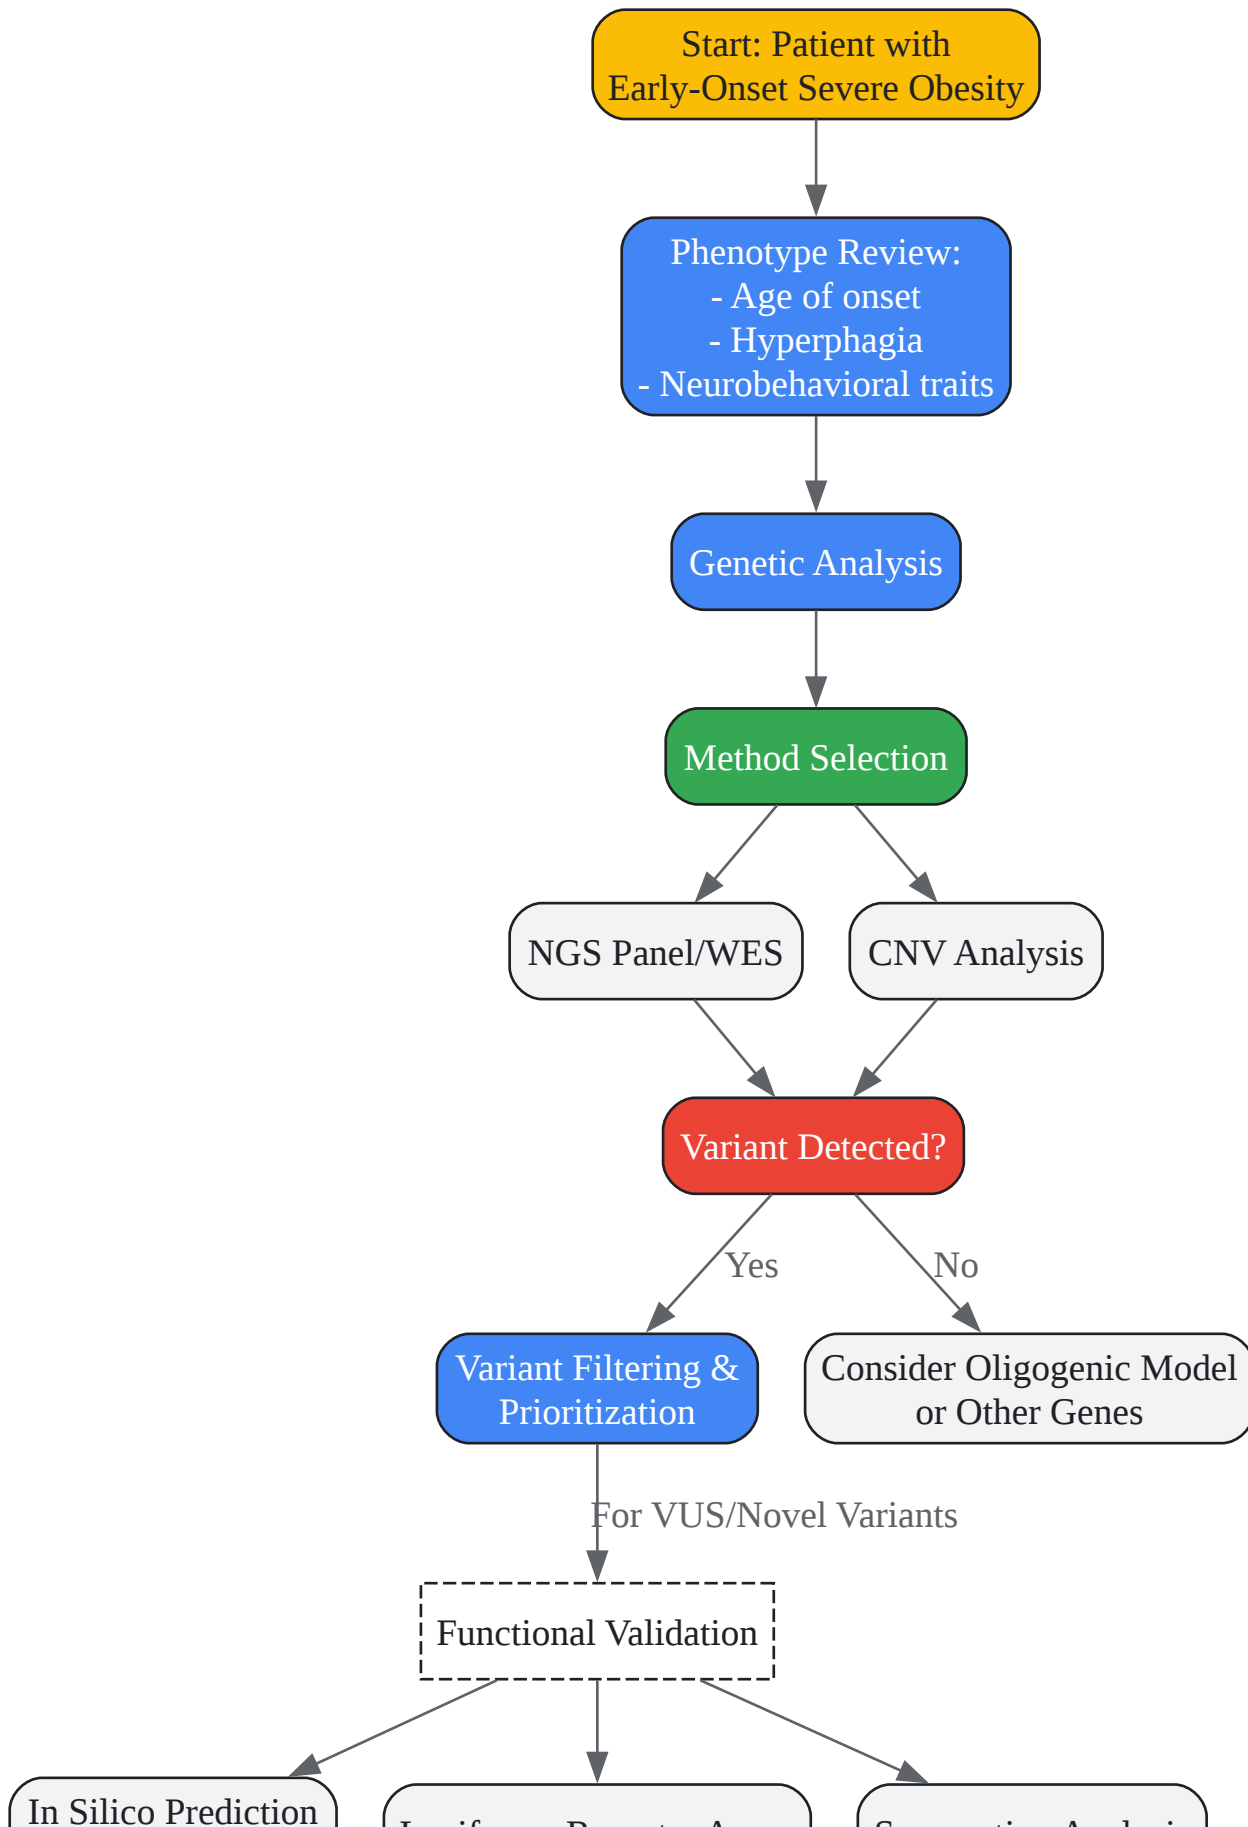 Start: Patient with
Early-Onset Severe Obesity
Phenotype Review:
- Age of onset
- Hyperphagia
- Neurobehavioral traits
Genetic Analysis
Method Selection
NGS Panel/WES
CNV Analysis
Variant Detected?
Yes
No
Variant Filtering &
Prioritization
Consider Oligogenic Model
or Other Genes
For VUS/Novel Variants
Functional Validation
In Silico Prediction